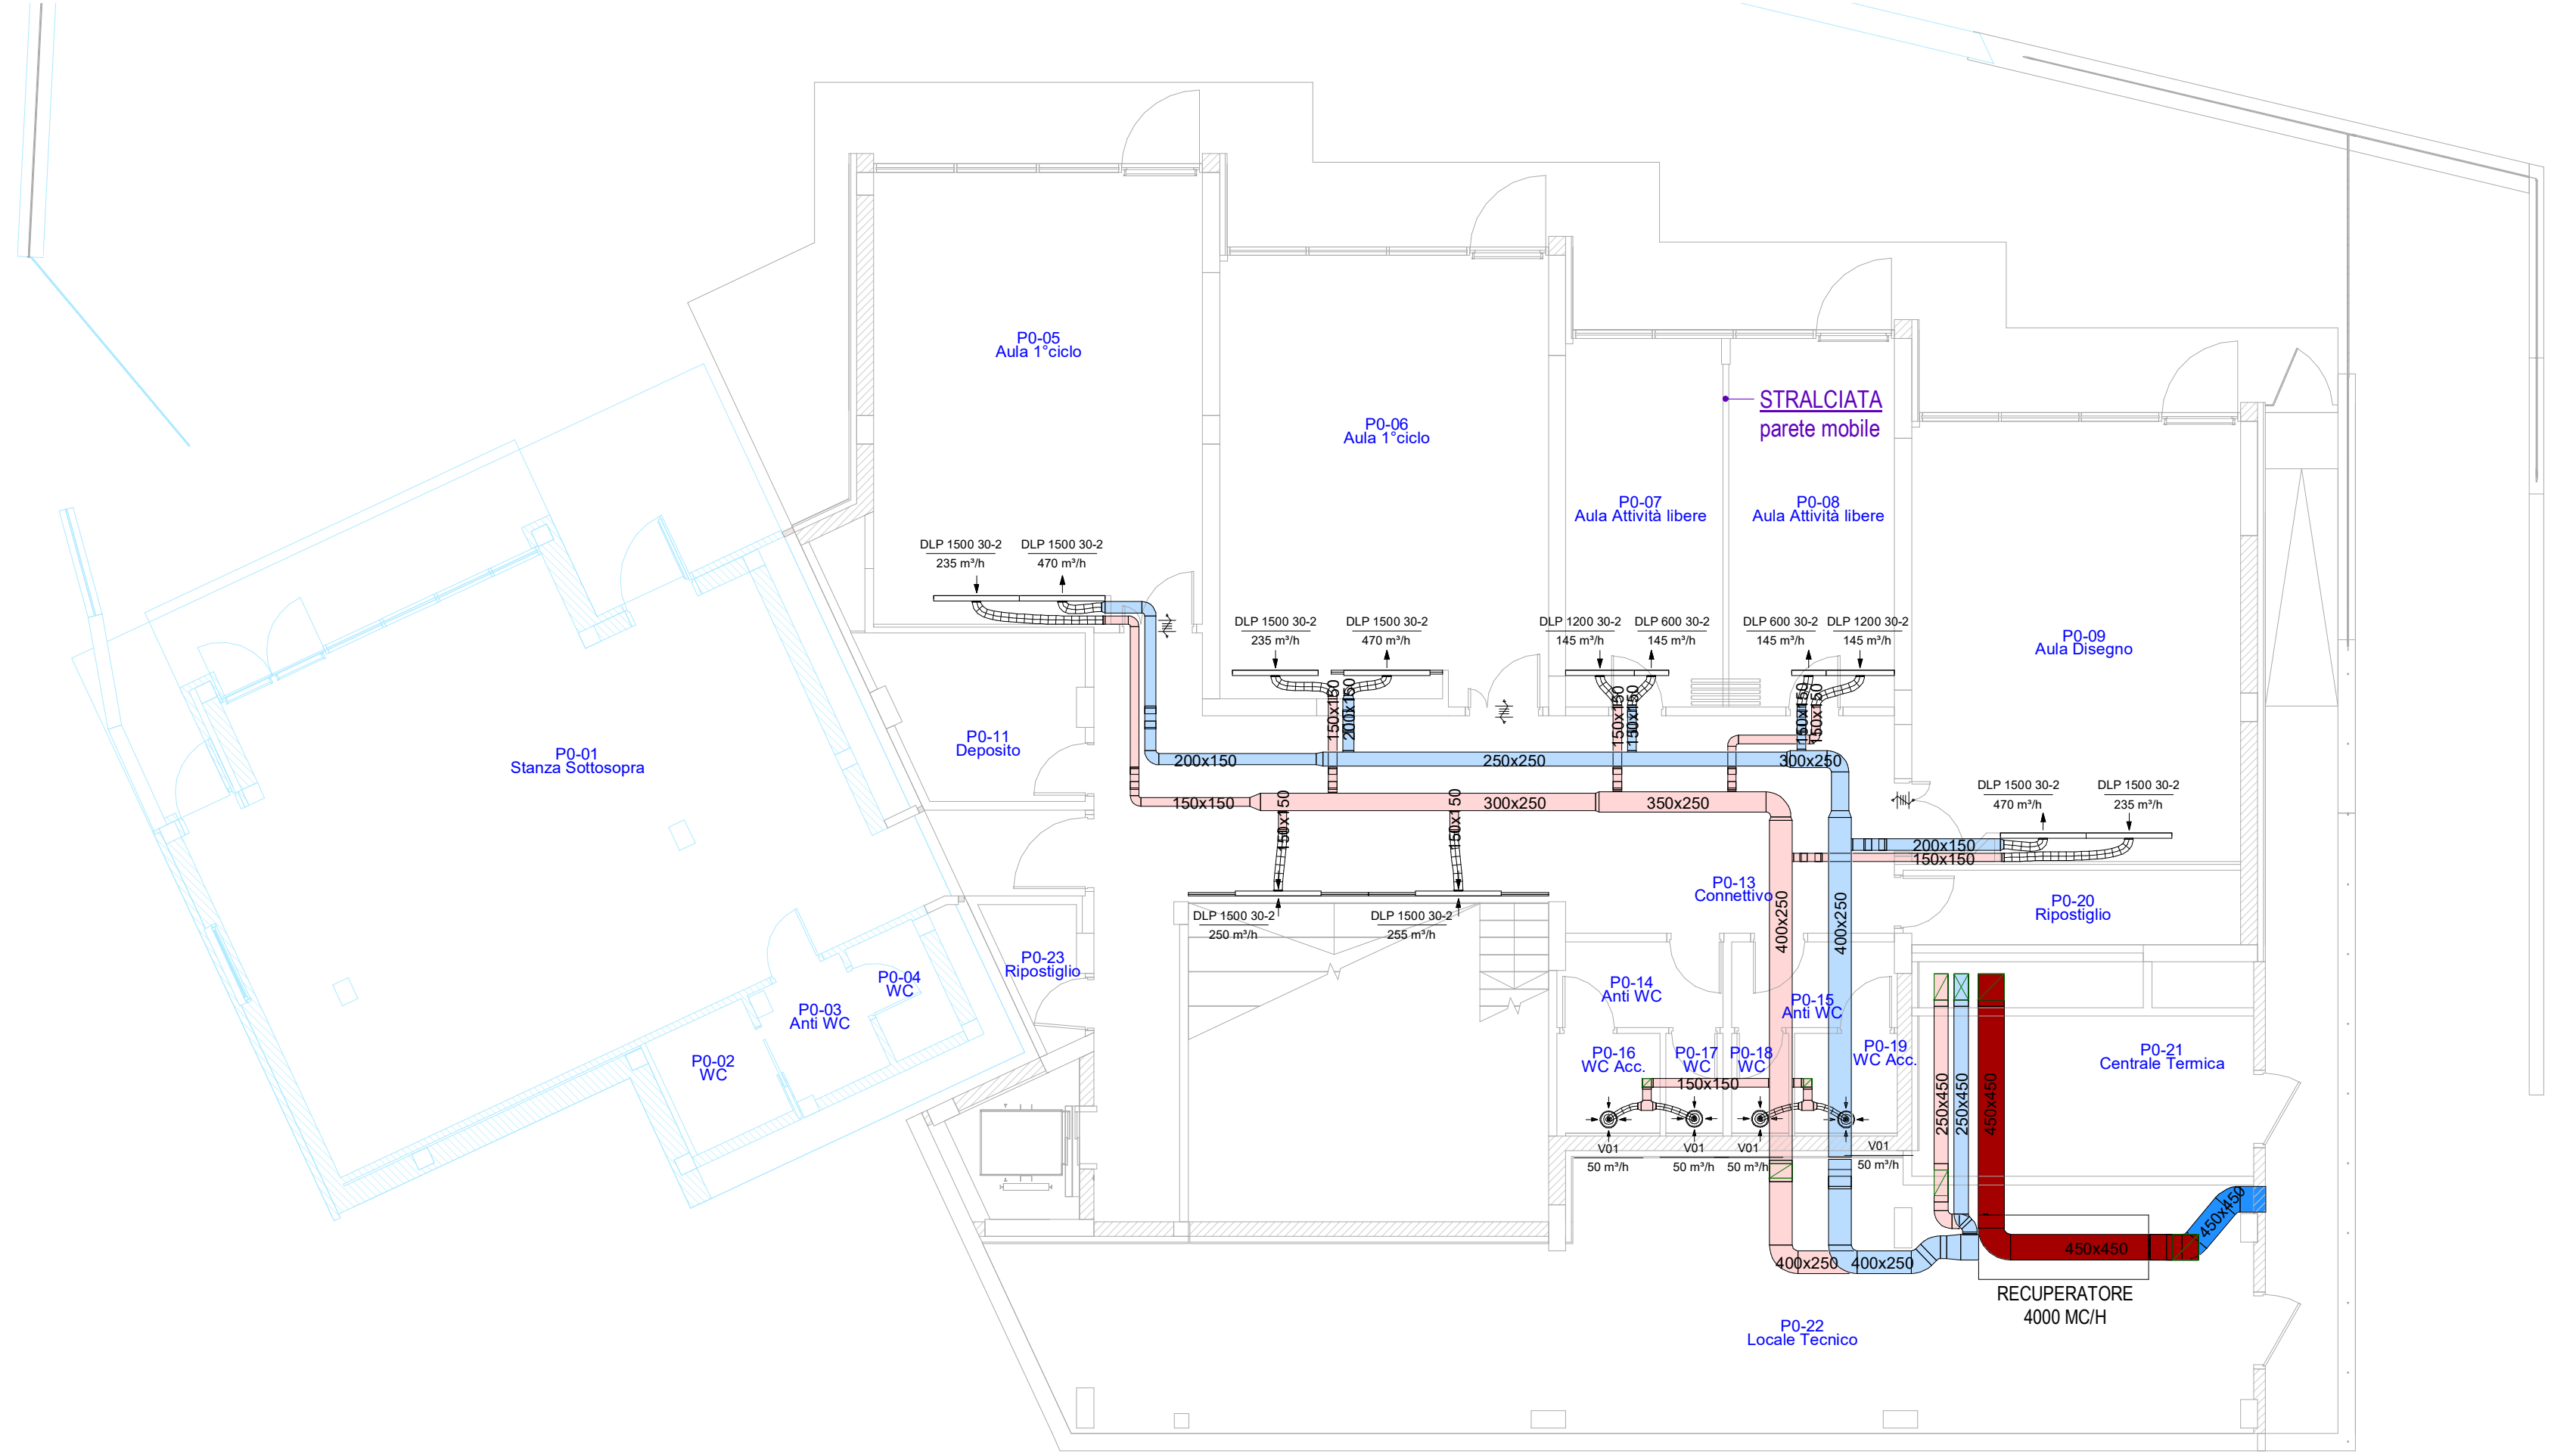 P0-05
Aula 1°ciclo
P0-06
Aula 1°ciclo
STRALCIATA
parete mobile
P0-07
Aula Attività libere
P0-08
Aula Attività libere
DLP 1500 30-2
235 m³/h
DLP 1500 30-2
470 m³/h
DLP 1500 30-2
235 m³/h
DLP 1500 30-2
470 m³/h
DLP 1200 30-2
145 m³/h
DLP 600 30-2
145 m³/h
DLP 600 30-2
145 m³/h
DLP 1200 30-2
145 m³/h
P0-09
Aula Disegno
150x150
200x150
150x150
150x150
150x150
150x150
P0-11
Deposito
P0-01
Stanza Sottosopra
200x150
250x250
300x250
150x150
300x250
350x250
150x150
150x150
DLP 1500 30-2
470 m³/h
DLP 1500 30-2
235 m³/h
200x150
150x150
P0-13
Connettivo
400x250
400x250
P0-20
Ripostiglio
DLP 1500 30-2
250 m³/h
DLP 1500 30-2
255 m³/h
P0-23
Ripostiglio
P0-04
WC
P0-03
Anti WC
P0-02
WC
P0-14
Anti WC
P0-15
Anti WC
P0-16
WC Acc.
P0-17
WC
P0-18
WC
P0-19
WC Acc.
P0-21
Centrale Termica
150x150
250x450
250x450
450x450
V01
50 m³/h
V01
50 m³/h
V01
50 m³/h
V01
50 m³/h
450x450
450x450
400x250
400x250
RECUPERATORE
4000 MC/H
P0-22
Locale Tecnico